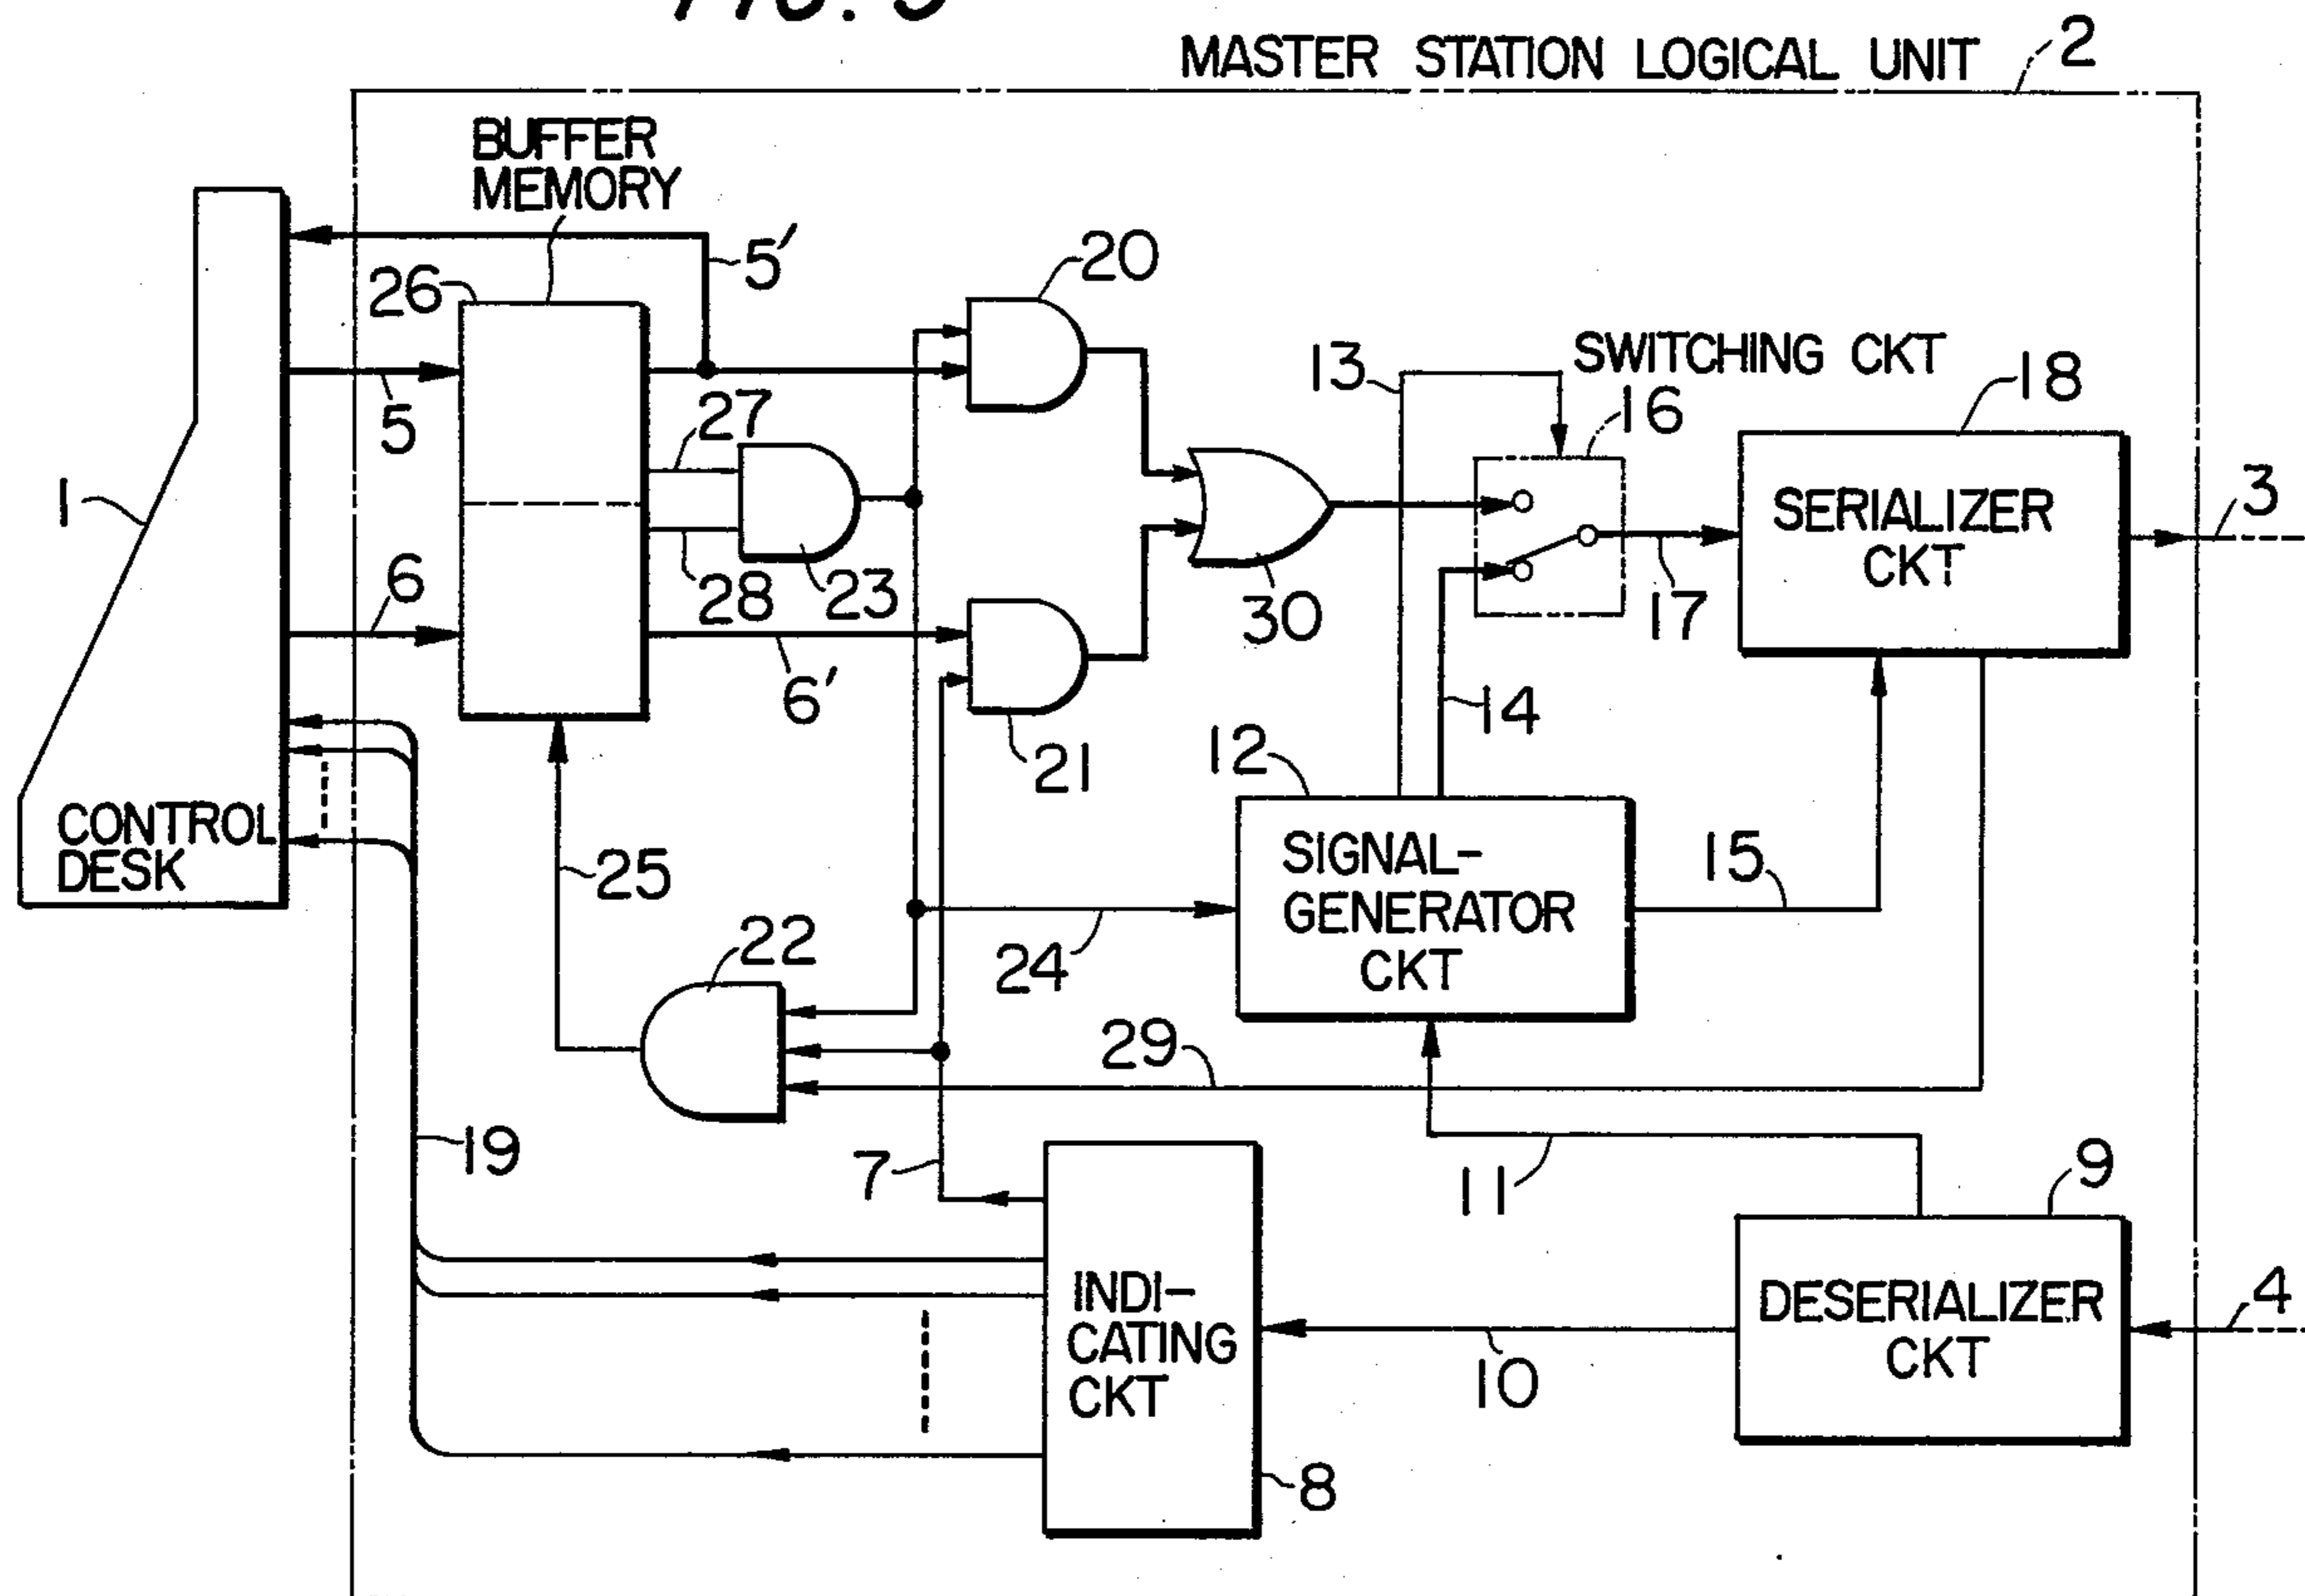 MASTER STATION LOGICAL UNIT 2
BUFFER
MEMORY
5'
20
26
SWITCHING CKT
13
18
16
27
5
1
3
SERIALIZER
CKT
6
28
23
30
17
6'
14
21
12
CONTROL
DESK
25
SIGNAL-
GENERATOR
CKT
15
22
24
29
19
7
11
9
INDI-
CATING
CKT
DESERIALIZER
CKT
4
10
8